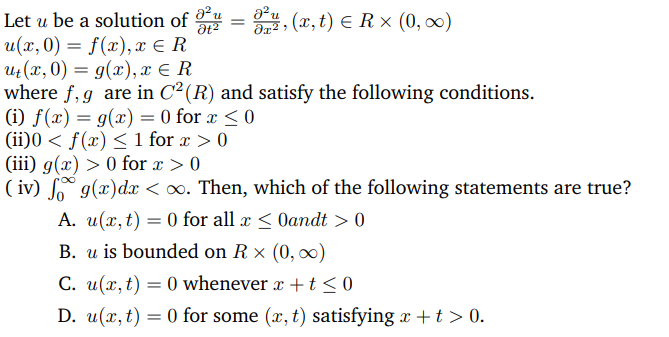 Let u be a solution of ∂²u/∂t² = ∂²u/∂x², (x, t) ∈ R × (0, ∞)
u(x, 0) = f(x), x ∈ R
uₜ(x, 0) = g(x), x ∈ R
where f, g are in C²(R) and satisfy the following conditions.
(i) f(x) = g(x) = 0 for x ≤ 0
(ii)0 < f(x) ≤ 1 for x > 0
(iii) g(x) > 0 for x > 0
( iv) ∫₀^∞ g(x)dx < ∞. Then, which of the following statements are true?
A. u(x, t) = 0 for all x ≤ 0andt > 0
B. u is bounded on R × (0, ∞)
C. u(x, t) = 0 whenever x + t ≤ 0
D. u(x, t) = 0 for some (x, t) satisfying x + t > 0.